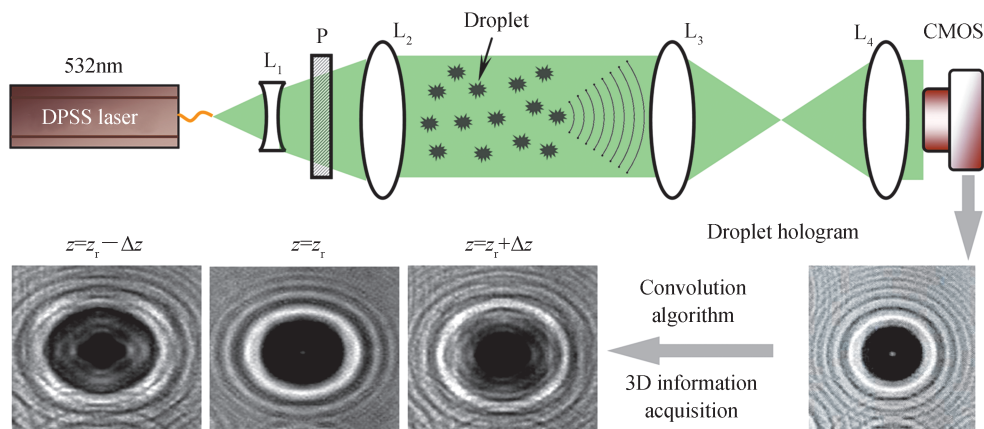 Droplet
532nm
L₁
P
L₂
L₃
L₄
CMOS
DPSS laser
z=zᵣ−Δz
z=zᵣ
z=zᵣ+Δz
Droplet hologram
Convolution
algorithm
3D information
acquisition